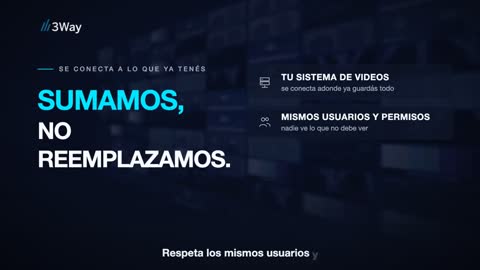 3Way
SE CONECTA A LO QUE YA TENÉS
SUMAMOS,
NO
REEMPLAZAMOS.
TU SISTEMA DE VIDEOS
se conecta adonde ya guardás todo
MISMOS USUARIOS Y PERMISOS
nadie ve lo que no debe ver
Respeta los mismos usuarios y